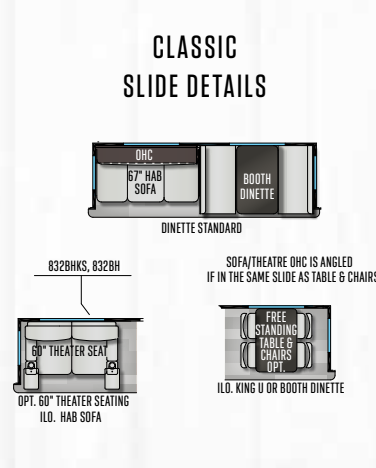 CLASSIC
SLIDE DETAILS
OHC
67" HAB
SOFA
BOOTH
DINETTE
DINETTE STANDARD
832BHKS, 832BH
60" THEATER SEAT
OPT. 60" THEATER SEATING
ILO. HAB SOFA
SOFA/THEATRE OHC IS ANGLED
IF IN THE SAME SLIDE AS TABLE & CHAIRS
FREE
STANDING
TABLE &
CHAIRS
OPT.
ILO. KING U OR BOOTH DINETTE